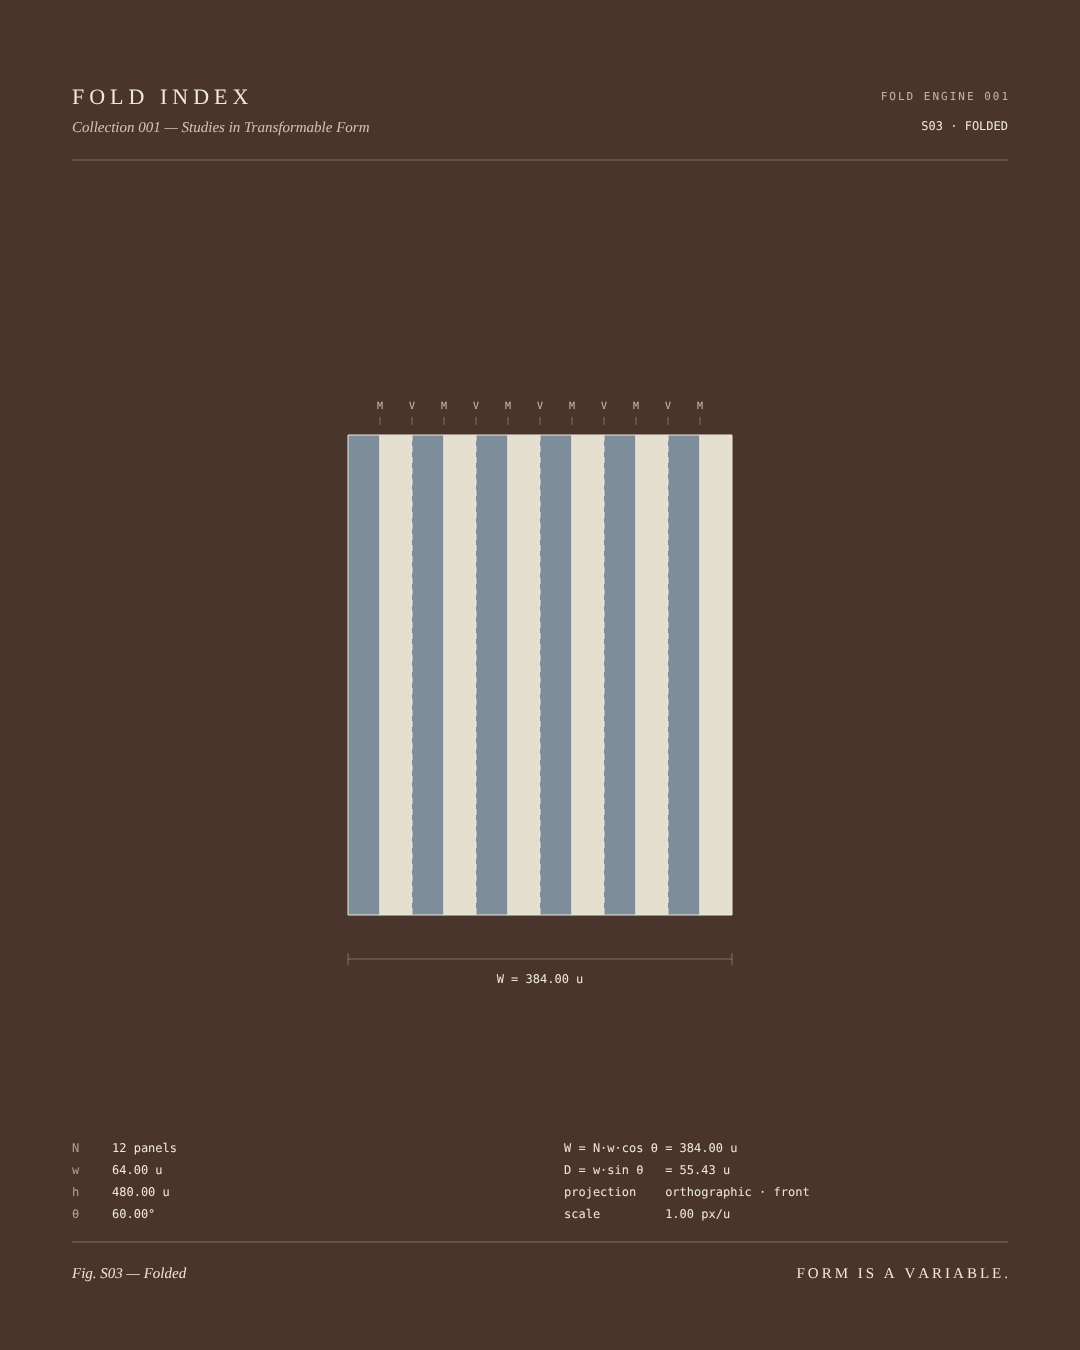 FOLD INDEX
FOLD ENGINE 001
Collection 001 — Studies in Transformable Form
S03 · FOLDED
M V M V M V M V M V M
W = 384.00 u
N 12 panels
w 64.00 u
h 480.00 u
θ 60.00°
W = N·w·cos θ = 384.00 u
D = w·sin θ = 55.43 u
projection orthographic · front
scale 1.00 px/u
Fig. S03 — Folded
FORM IS A VARIABLE.